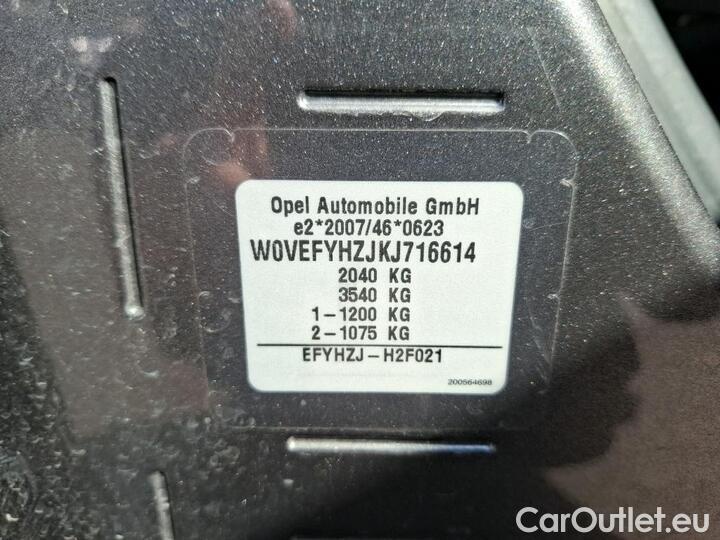 Opel Automobile GmbH
e2*2007/46*0623
W0VEFYHZJKJ716614
2040 KG
3540 KG
1-1200 KG
2-1075 KG
EFYHZJ-H2F021
200564698
CarOutlet.eu